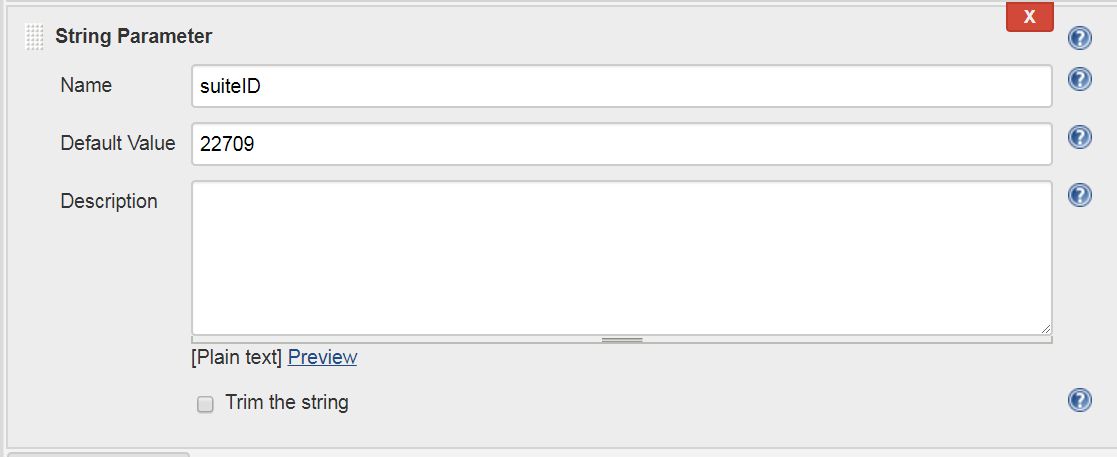 X
String Parameter
?
Name
suiteID
?
Default Value
22709
?
Description
?
[Plain text] Preview
Trim the string
?